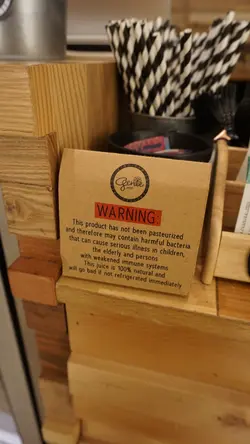 WARNING:
This product has not been pasteurized
and therefore may contain harmful bacteria
that can cause serious illness in children,
the elderly and persons
with weakened immune systems
This juice is 100% natural and
will go bad if not refrigerated immediately